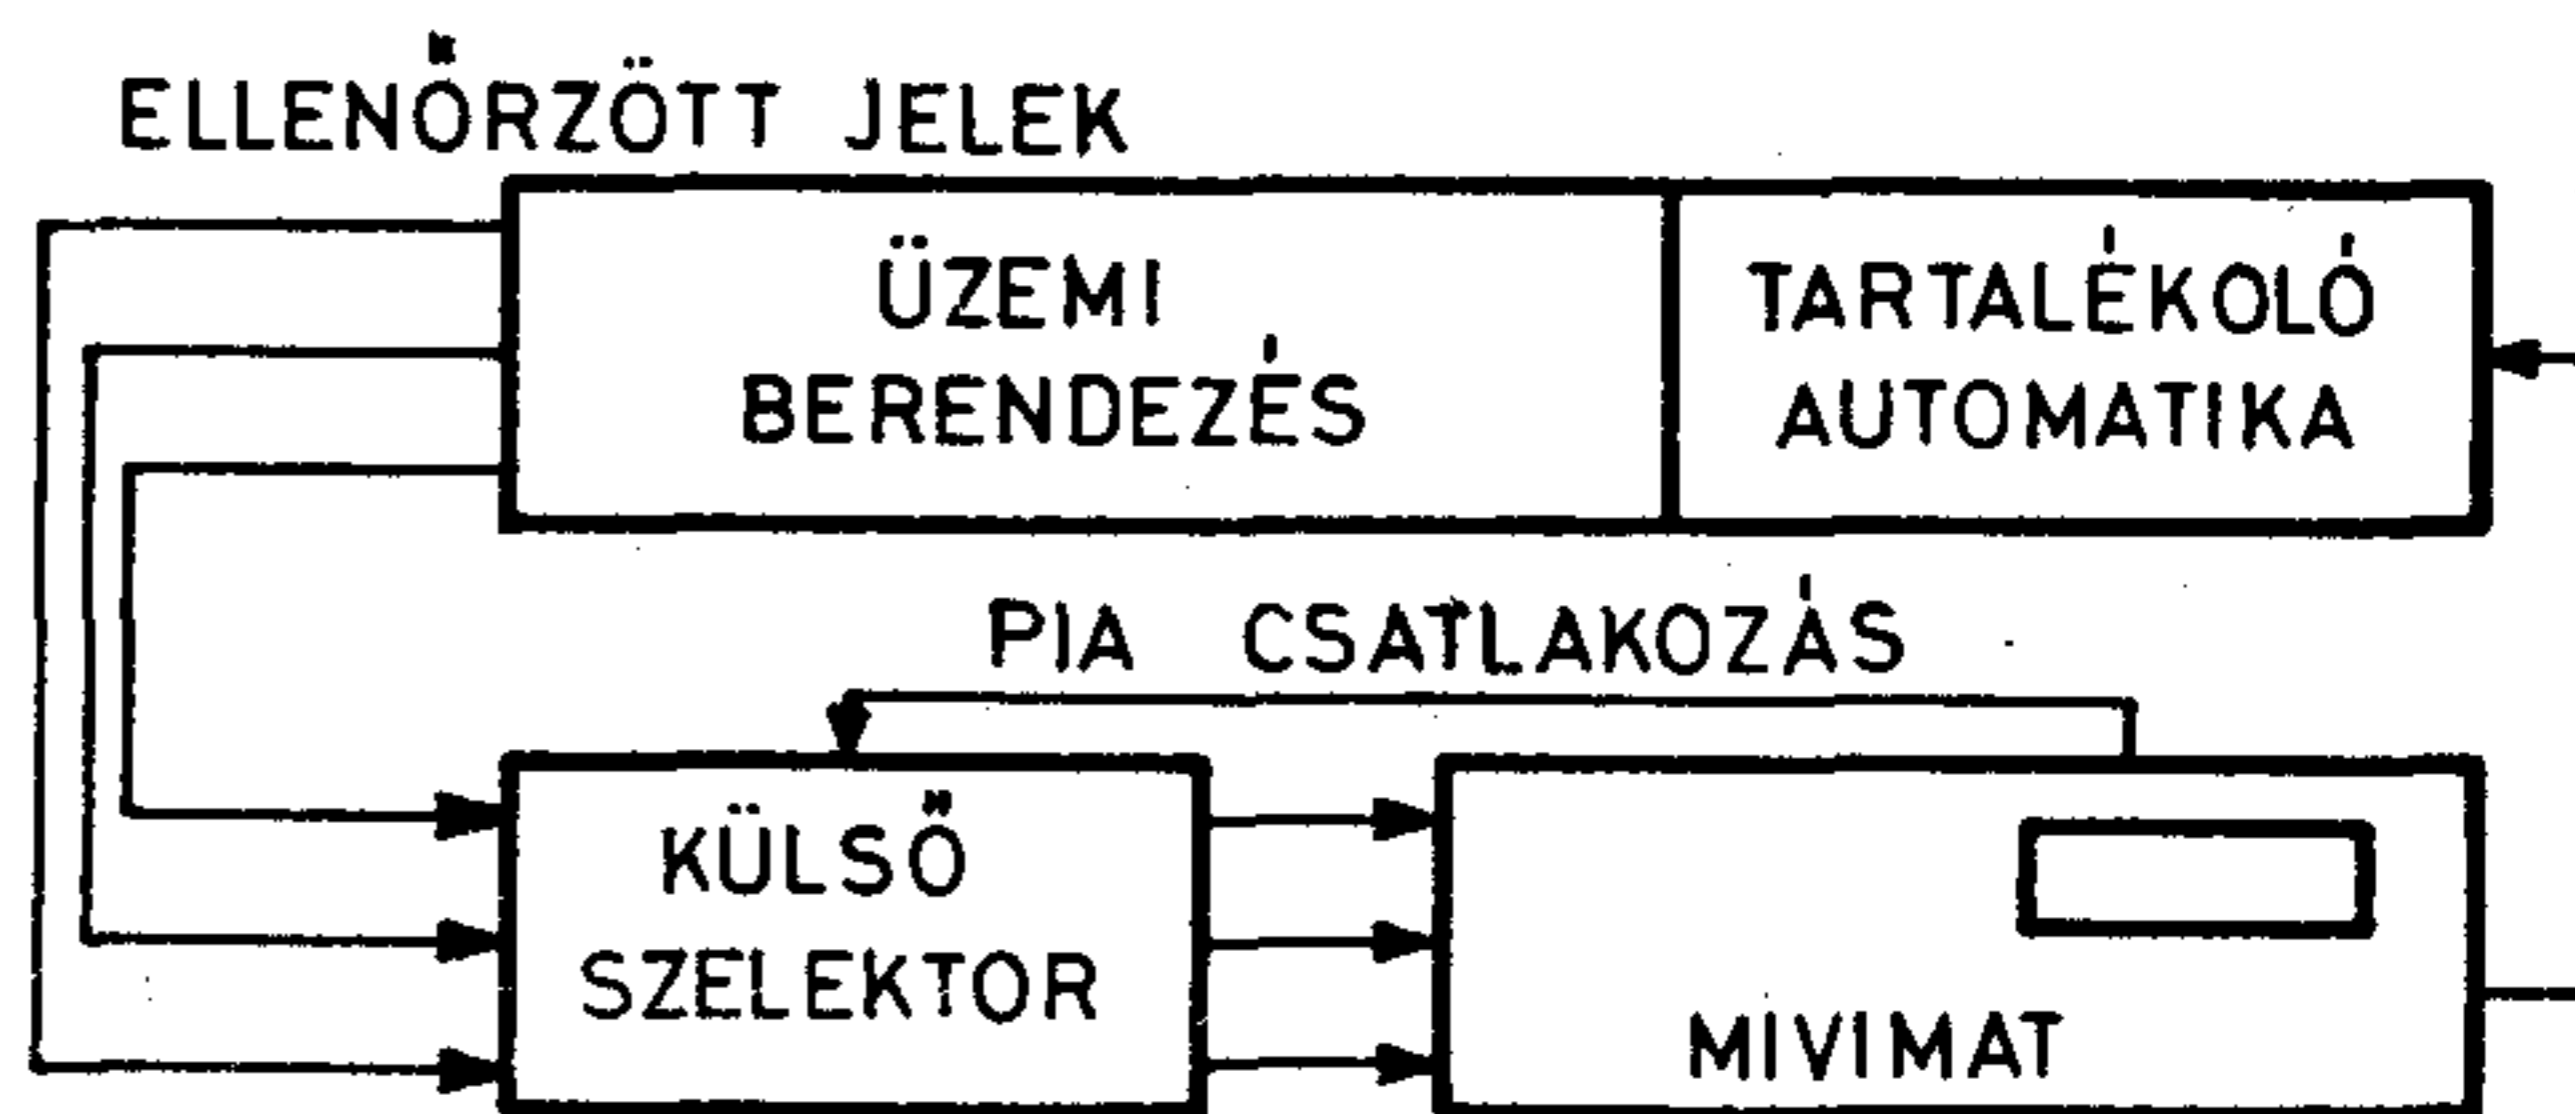 ELLENŐRZÖTT JELEK
ÜZEMI
BERENDEZÉS
TARTALÉKOLÓ
AUTOMATIKA
PIA CSATLAKOZÁS
KÜLSŐ
SZELEKTOR
MIVIMAT